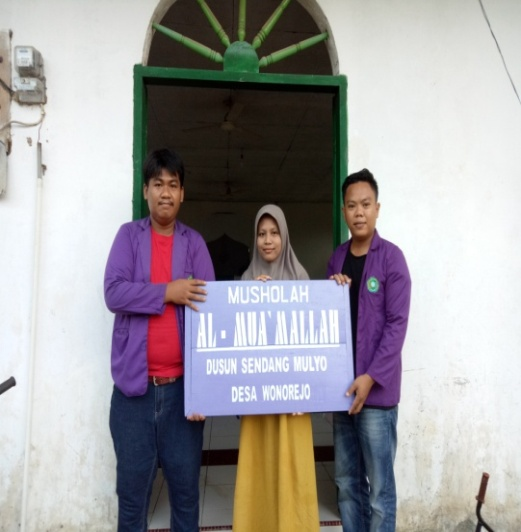 MUSHOLAH
AL - MUA`MALLAH
DUSUN SENDANG MULYO
DESA WONOREJO